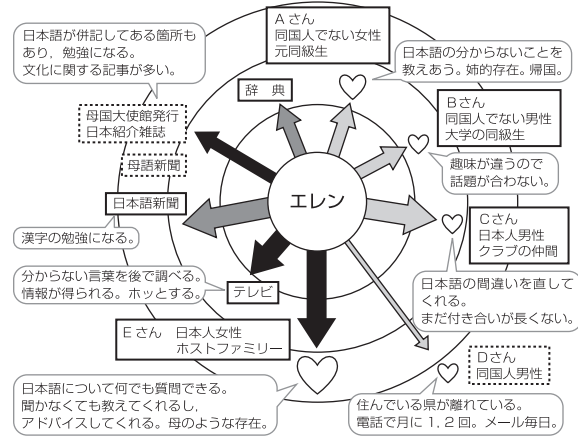 Aさん
同国人でない女性
元同級生
日本語が併記してある箇所も
あり，勉強になる。
文化に関する記事が多い。
日本語の分からないことを
教えあう。姉的存在。帰国。
辞 典
母国大使館発行
日本紹介雑誌
Bさん
同国人でない男性
大学の同級生
母語新聞
趣味が違うので
話題が合わない。
日本語新聞
エレン
Cさん
日本人男性
クラブの仲間
漢字の勉強になる。
分からない言葉を後で調べる。
情報が得られる。ホッとする。
テレビ
日本語の間違いを直して
くれる。
まだ付き合いが長くない。
Eさん 日本人女性
ホストファミリー
Dさん
同国人男性
日本語について何でも質問できる。
聞かなくても教えてくれるし，
アドバイスしてくれる。母のような存在。
住んでいる県が離れている。
電話で月に1，2回。メール毎日。